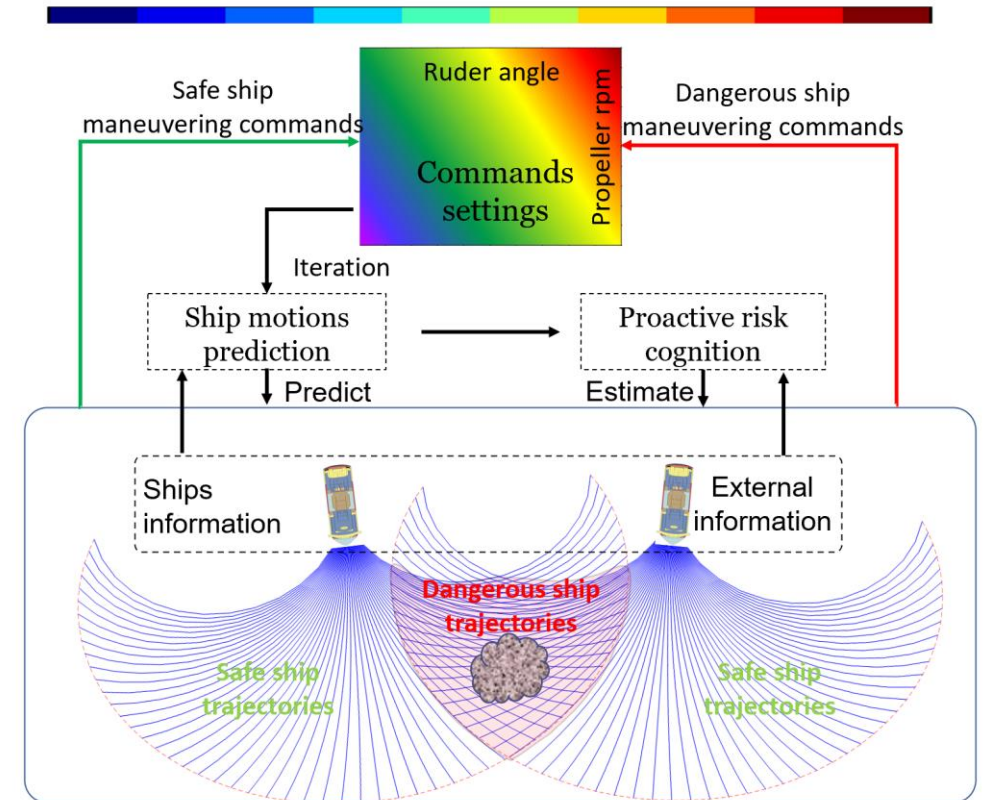 Ruder angle
Propeller rpm
Commands
settings
Safe ship
maneuvering commands
Dangerous ship
maneuvering commands
Iteration
Ship motions
prediction
Proactive risk
cognition
Predict
Estimate
Ships
information
External
information
Dangerous ship
trajectories
Safe ship
trajectories
Safe ship
trajectories